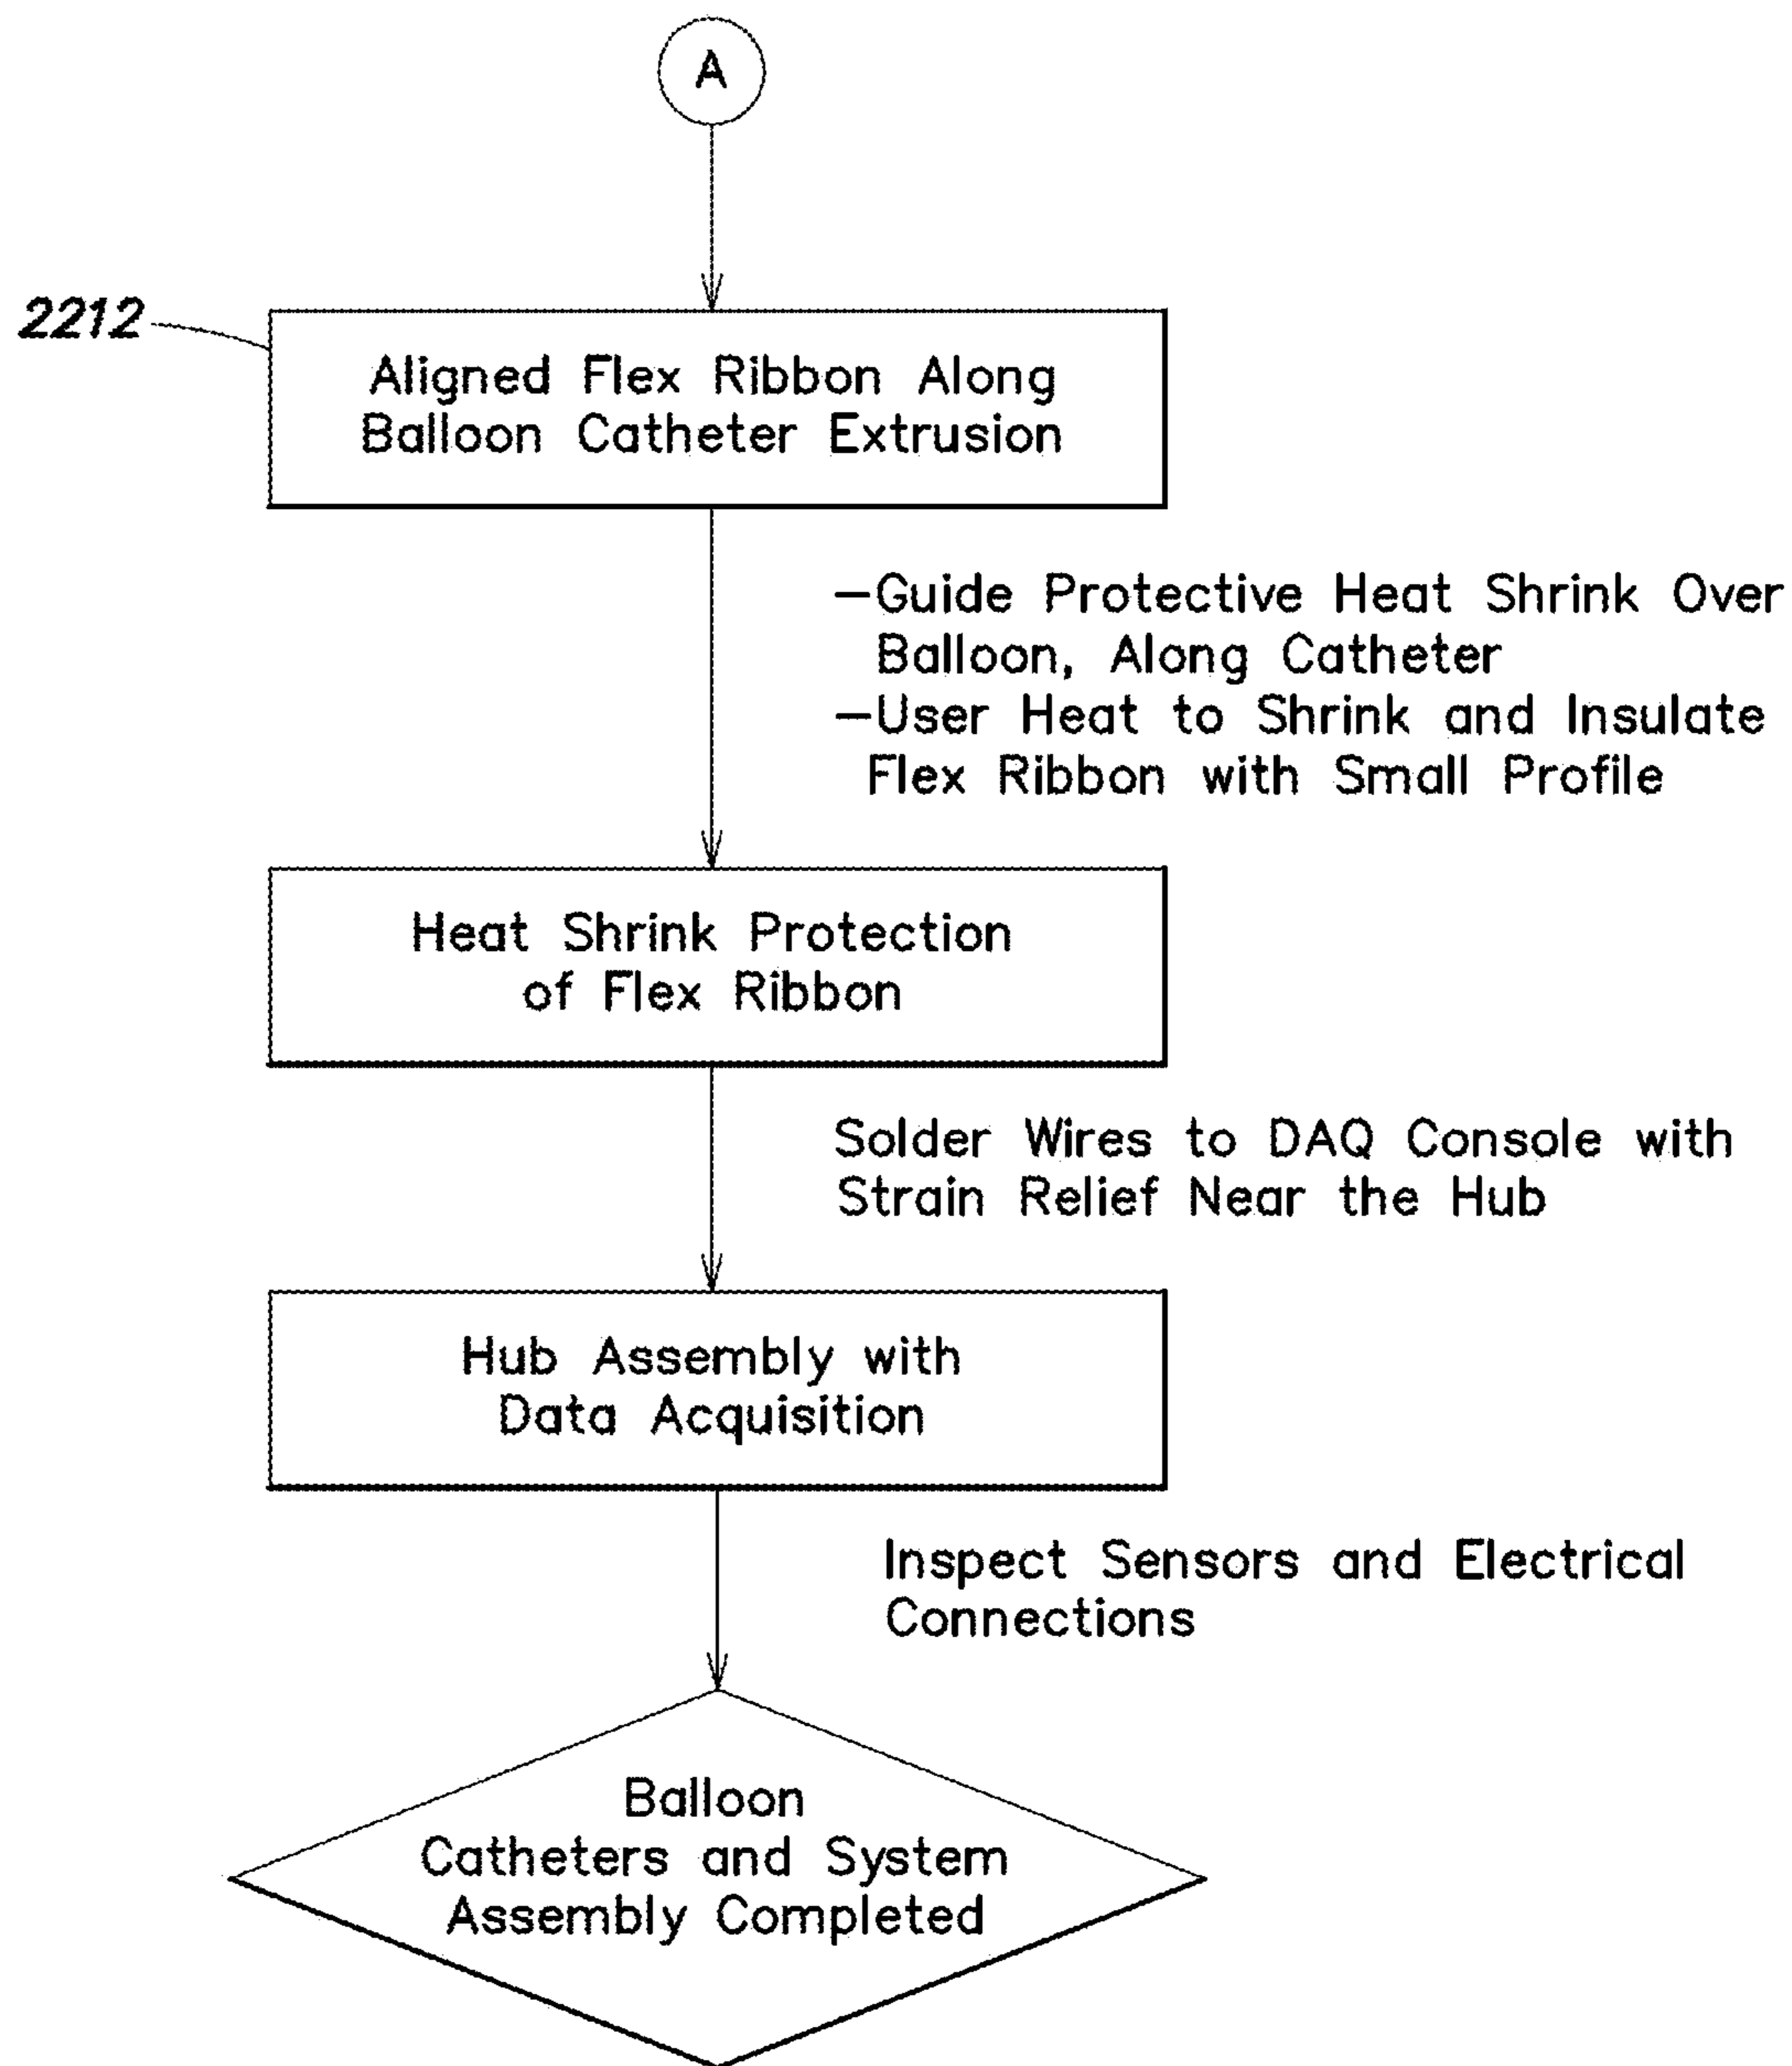 A
2212
Aligned Flex Ribbon Along
Balloon Catheter Extrusion
—Guide Protective Heat Shrink Over
Balloon, Along Catheter
—User Heat to Shrink and Insulate
Flex Ribbon with Small Profile
Heat Shrink Protection
of Flex Ribbon
Solder Wires to DAQ Console with
Strain Relief Near the Hub
Hub Assembly with
Data Acquisition
Inspect Sensors and Electrical
Connections
Balloon
Catheters and System
Assembly Completed